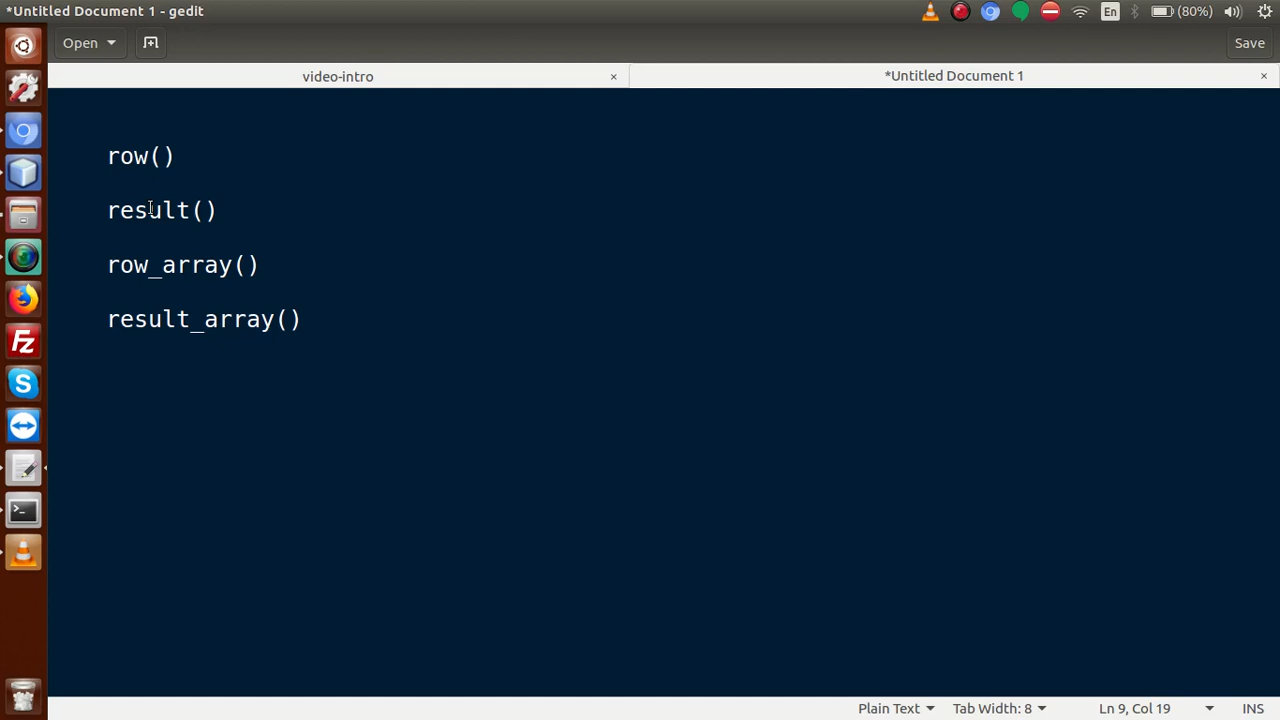 *Untitled Document 1 - gedit
En
(80%)
Open
Save
video-intro
*Untitled Document 1
row()
result()
row_array()
result_array()
Plain Text
Tab Width: 8
Ln 9, Col 19
INS